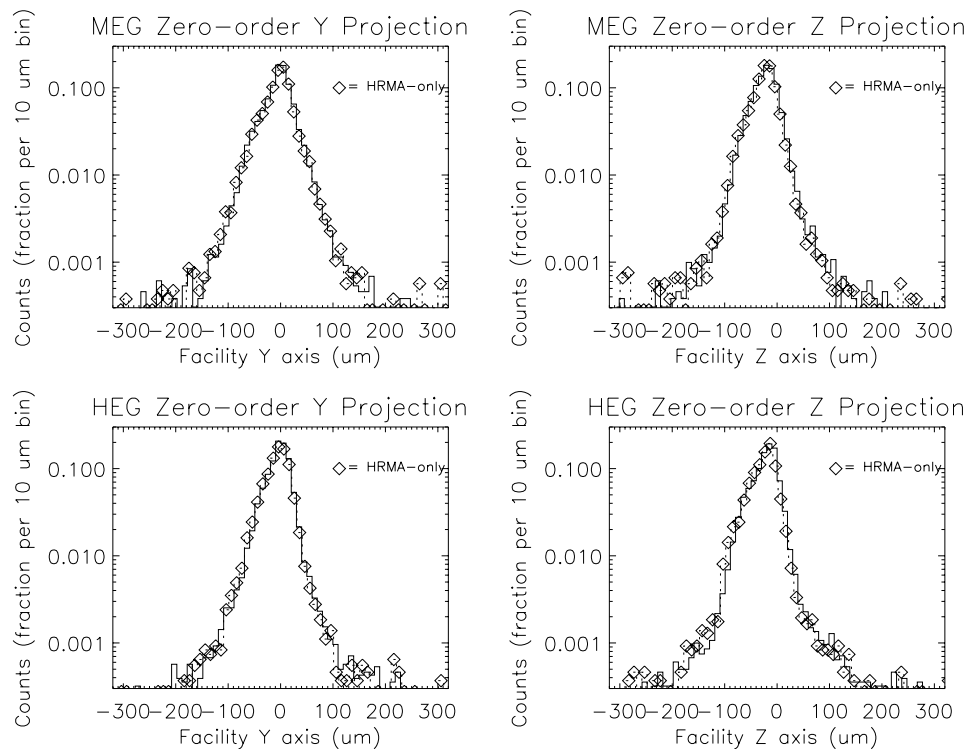 MEG Zero-order Y Projection
Counts (fraction per 10 um bin)
0.100
0.010
0.001
= HRMA-only
-300 -200 -100 0 100 200 300
Facility Y axis (um)
MEG Zero-order Z Projection
Counts (fraction per 10 um bin)
0.100
0.010
0.001
= HRMA-only
-300 -200 -100 0 100 200 300
Facility Z axis (um)
HEG Zero-order Y Projection
Counts (fraction per 10 um bin)
0.100
0.010
0.001
= HRMA-only
-300 -200 -100 0 100 200 300
Facility Y axis (um)
HEG Zero-order Z Projection
Counts (fraction per 10 um bin)
0.100
0.010
0.001
= HRMA-only
-300 -200 -100 0 100 200 300
Facility Z axis (um)